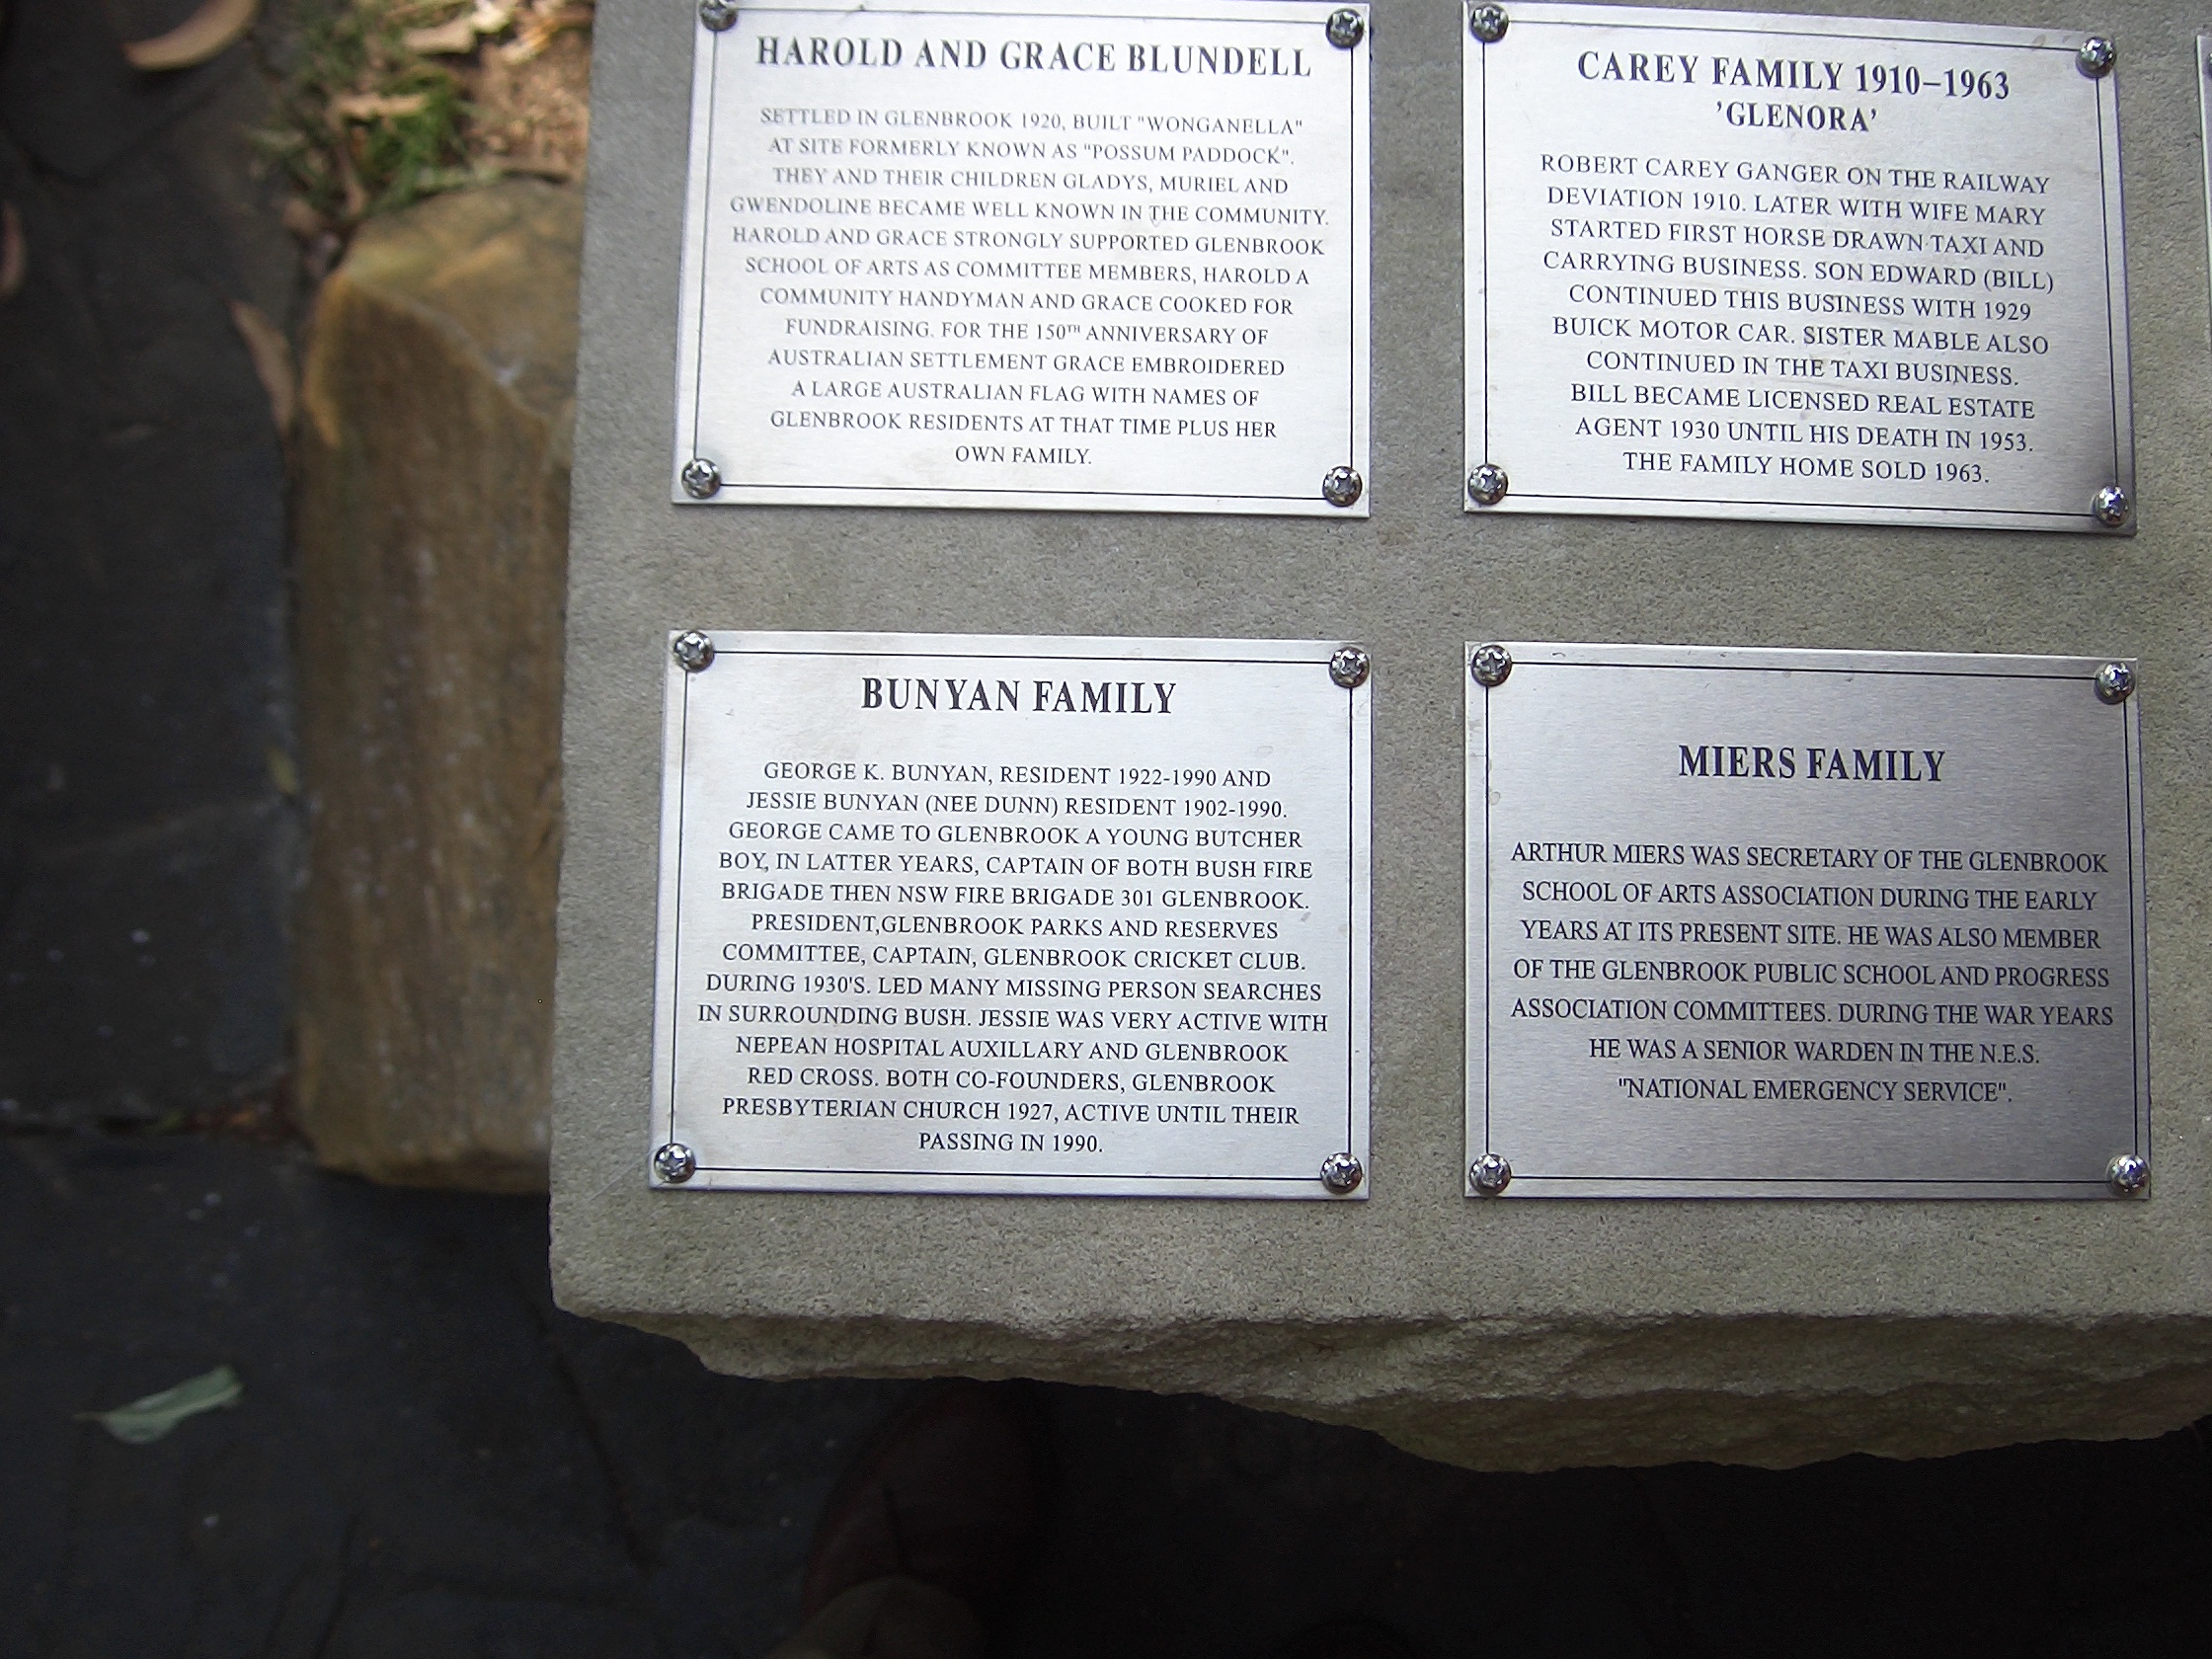 HAROLD AND GRACE BLUNDELL
SETTLED IN GLENBROOK 1920, BUILT "WONGANELLA"
AT SITE FORMERLY KNOWN AS "POSSUM PADDOCK".
THEY AND THEIR CHILDREN GLADYS, MURIEL AND
GWENDOLINE BECAME WELL KNOWN IN THE COMMUNITY.
HAROLD AND GRACE STRONGLY SUPPORTED GLENBROOK
SCHOOL OF ARTS AS COMMITTEE MEMBERS, HAROLD A
COMMUNITY HANDYMAN AND GRACE COOKED FOR
FUNDRAISING. FOR THE 150TH ANNIVERSARY OF
AUSTRALIAN SETTLEMENT GRACE EMBROIDERED
A LARGE AUSTRALIAN FLAG WITH NAMES OF
GLENBROOK RESIDENTS AT THAT TIME PLUS HER
OWN FAMILY.
CAREY FAMILY 1910–1963
'GLENORA'
ROBERT CAREY GANGER ON THE RAILWAY
DEVIATION 1910. LATER WITH WIFE MARY
STARTED FIRST HORSE DRAWN TAXI AND
CARRYING BUSINESS. SON EDWARD (BILL)
CONTINUED THIS BUSINESS WITH 1929
BUICK MOTOR CAR. SISTER MABLE ALSO
CONTINUED IN THE TAXI BUSINESS.
BILL BECAME LICENSED REAL ESTATE
AGENT 1930 UNTIL HIS DEATH IN 1953.
THE FAMILY HOME SOLD 1963.
BUNYAN FAMILY
GEORGE K. BUNYAN, RESIDENT 1922-1990 AND
JESSIE BUNYAN (NEE DUNN) RESIDENT 1902-1990.
GEORGE CAME TO GLENBROOK A YOUNG BUTCHER
BOY, IN LATTER YEARS, CAPTAIN OF BOTH BUSH FIRE
BRIGADE THEN NSW FIRE BRIGADE 301 GLENBROOK.
PRESIDENT,GLENBROOK PARKS AND RESERVES
COMMITTEE, CAPTAIN, GLENBROOK CRICKET CLUB.
DURING 1930'S. LED MANY MISSING PERSON SEARCHES
IN SURROUNDING BUSH. JESSIE WAS VERY ACTIVE WITH
NEPEAN HOSPITAL AUXILLARY AND GLENBROOK
RED CROSS. BOTH CO-FOUNDERS, GLENBROOK
PRESBYTERIAN CHURCH 1927, ACTIVE UNTIL THEIR
PASSING IN 1990.
MIERS FAMILY
ARTHUR MIERS WAS SECRETARY OF THE GLENBROOK
SCHOOL OF ARTS ASSOCIATION DURING THE EARLY
YEARS AT ITS PRESENT SITE. HE WAS ALSO MEMBER
OF THE GLENBROOK PUBLIC SCHOOL AND PROGRESS
ASSOCIATION COMMITTEES. DURING THE WAR YEARS
HE WAS A SENIOR WARDEN IN THE N.E.S.
"NATIONAL EMERGENCY SERVICE".